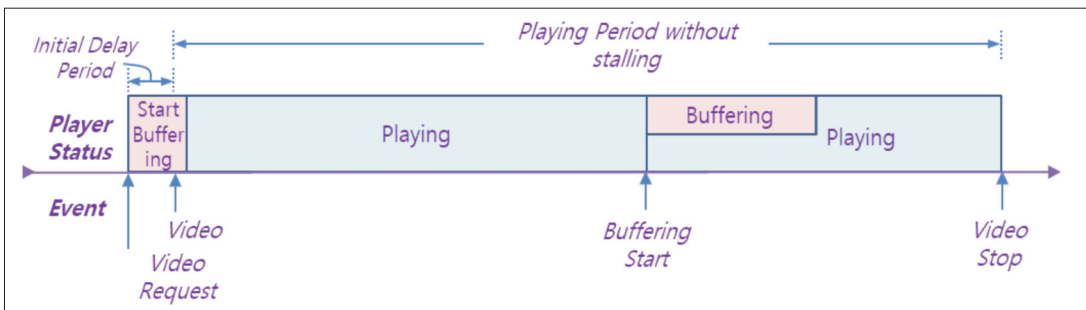 Playing Period without
stalling
Initial Delay
Period
Player
Status
Start
Buffer
ing
Playing
Buffering
Playing
Event
Video
Video
Request
Buffering
Start
Video
Stop